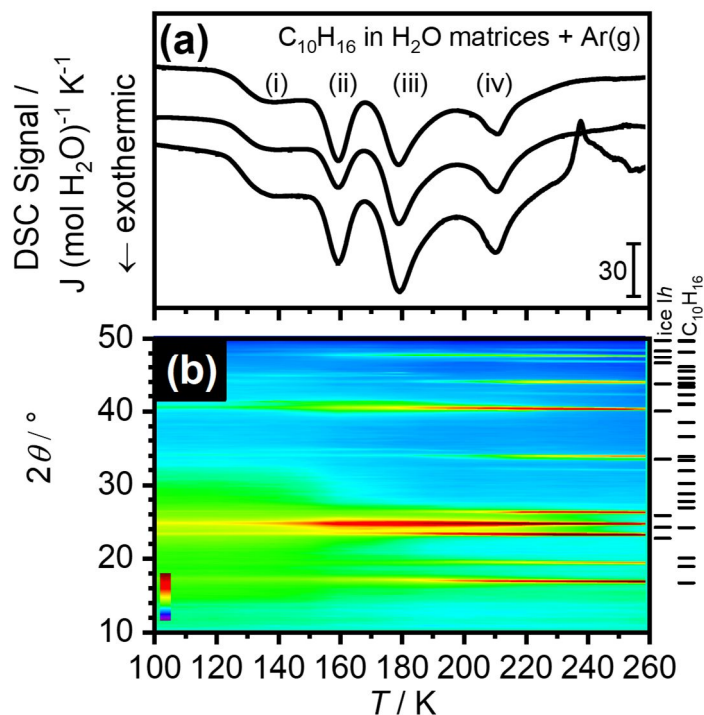 (a)
C10H16 in H2O matrices + Ar(g)
(i)
(ii)
(iii)
(iv)
DSC Signal /
J (mol H2O)-1 K-1
← exothermic
30
ice Ih
C10H16
(b)
50
40
30
20
10
2θ / °
100 120 140 160 180 200 220 240 260
T / K